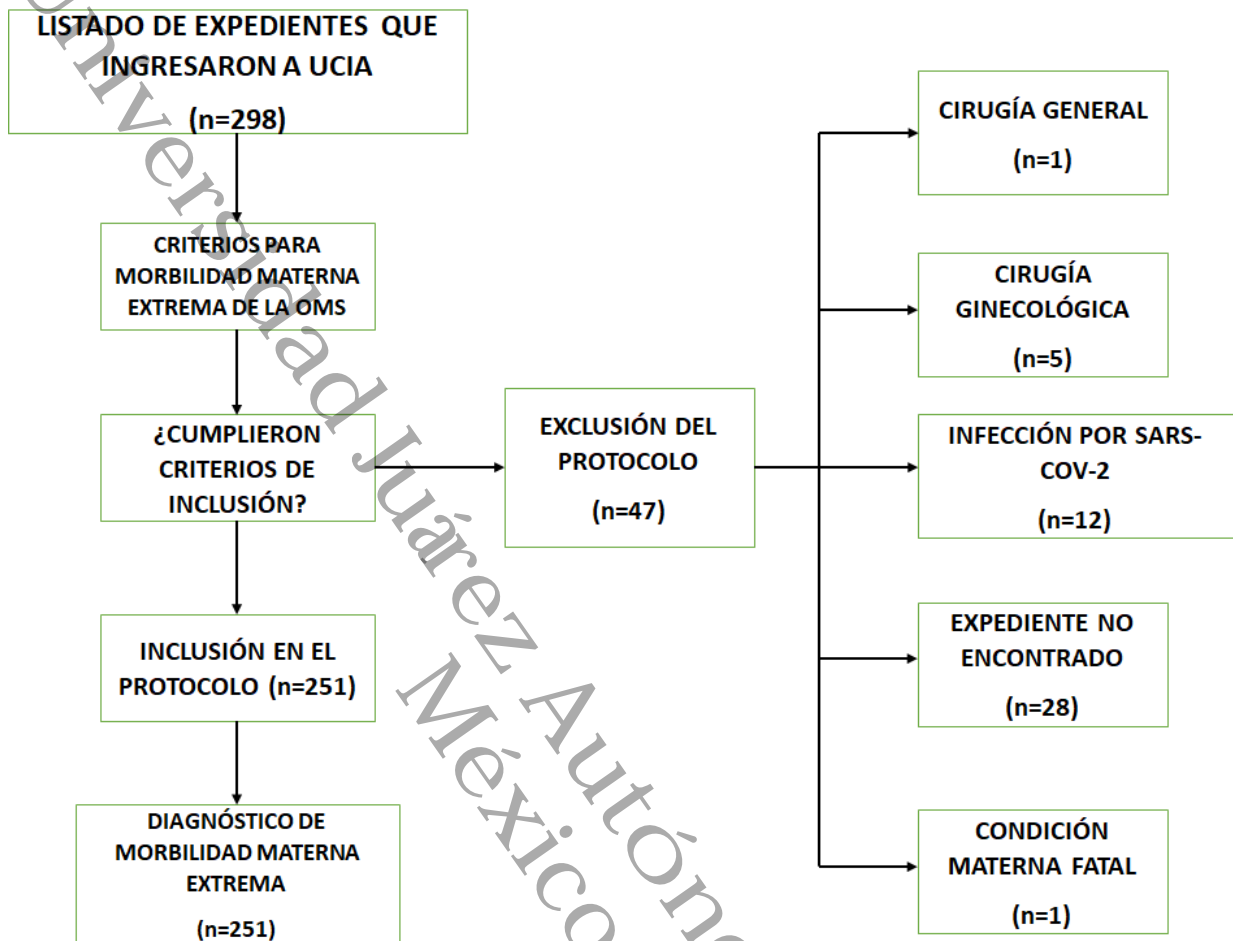 LISTADO DE EXPEDIENTES QUE
INGRESARON A UCIA
(n=298)
CRITERIOS PARA
MORBILIDAD MATERNA
EXTREMA DE LA OMS
¿CUMPLIERON
CRITERIOS DE
INCLUSIÓN?
INCLUSIÓN EN EL
PROTOCOLO (n=251)
DIAGNÓSTICO DE
MORBILIDAD MATERNA
EXTREMA
(n=251)
EXCLUSIÓN DEL
PROTOCOLO
(n=47)
CIRUGÍA GENERAL
(n=1)
CIRUGÍA
GINECOLÓGICA
(n=5)
INFECCIÓN POR SARS-
COV-2
(n=12)
EXPEDIENTE NO
ENCONTRADO
(n=28)
CONDICIÓN
MATERNA FATAL
(n=1)
Juárez
México